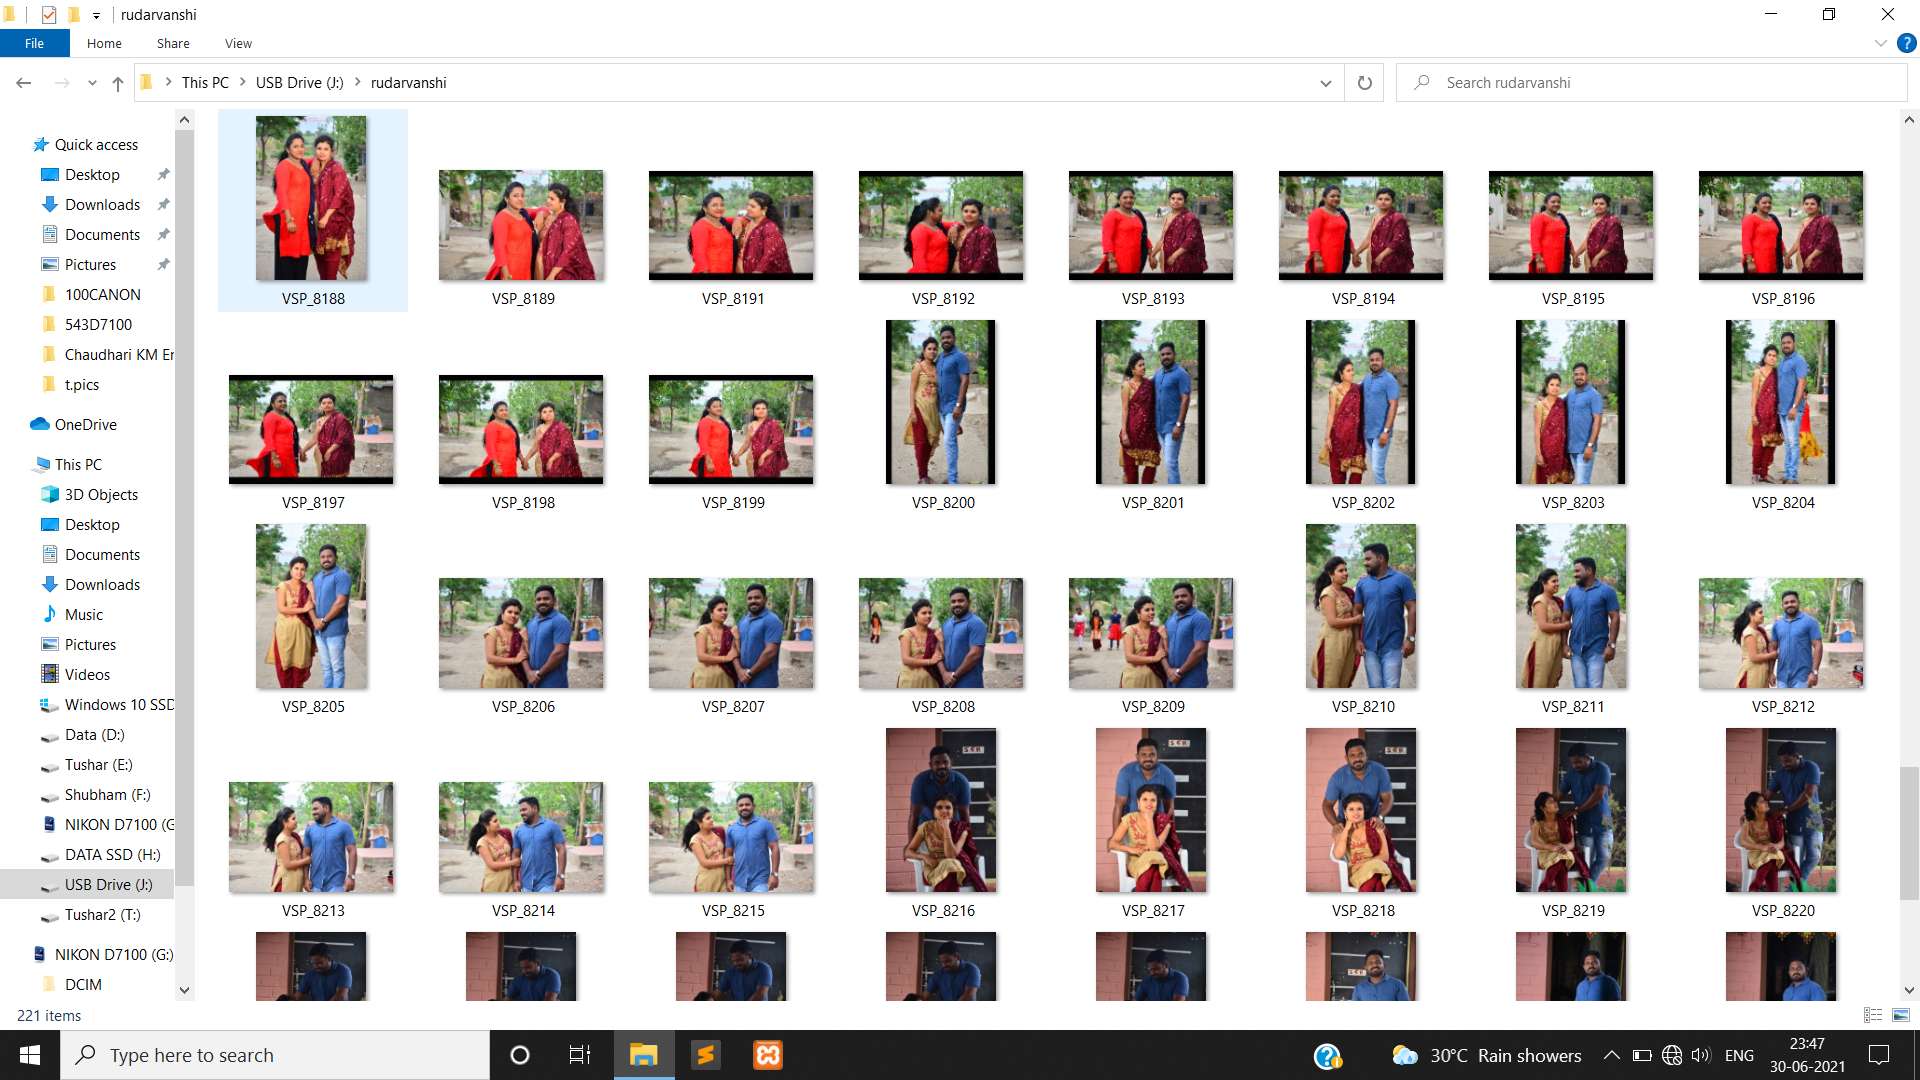 rudarvanshi
File
Home
Share
View
?
This PC
USB Drive (J:)
rudarvanshi
Search rudarvanshi
Quick access
Desktop
Downloads
Documents
Pictures
100CANON
543D7100
Chaudhari KM Er
t.pics
OneDrive
This PC
3D Objects
Desktop
Documents
Downloads
Music
Pictures
Videos
Windows 10 SSD
Data (D:)
Tushar (E:)
Shubham (F:)
NIKON D7100 (G
DATA SSD (H:)
USB Drive (J:)
Tushar2 (T:)
NIKON D7100 (G:)
DCIM
VSP_8188
VSP_8189
VSP_8191
VSP_8192
VSP_8193
VSP_8194
VSP_8195
VSP_8196
VSP_8197
VSP_8198
VSP_8199
VSP_8200
VSP_8201
VSP_8202
VSP_8203
VSP_8204
VSP_8205
VSP_8206
VSP_8207
VSP_8208
VSP_8209
VSP_8210
VSP_8211
VSP_8212
VSP_8213
VSP_8214
VSP_8215
VSP_8216
VSP_8217
VSP_8218
VSP_8219
VSP_8220
221 items
Type here to search
30°C Rain showers
ENG
23:47
30-06-2021